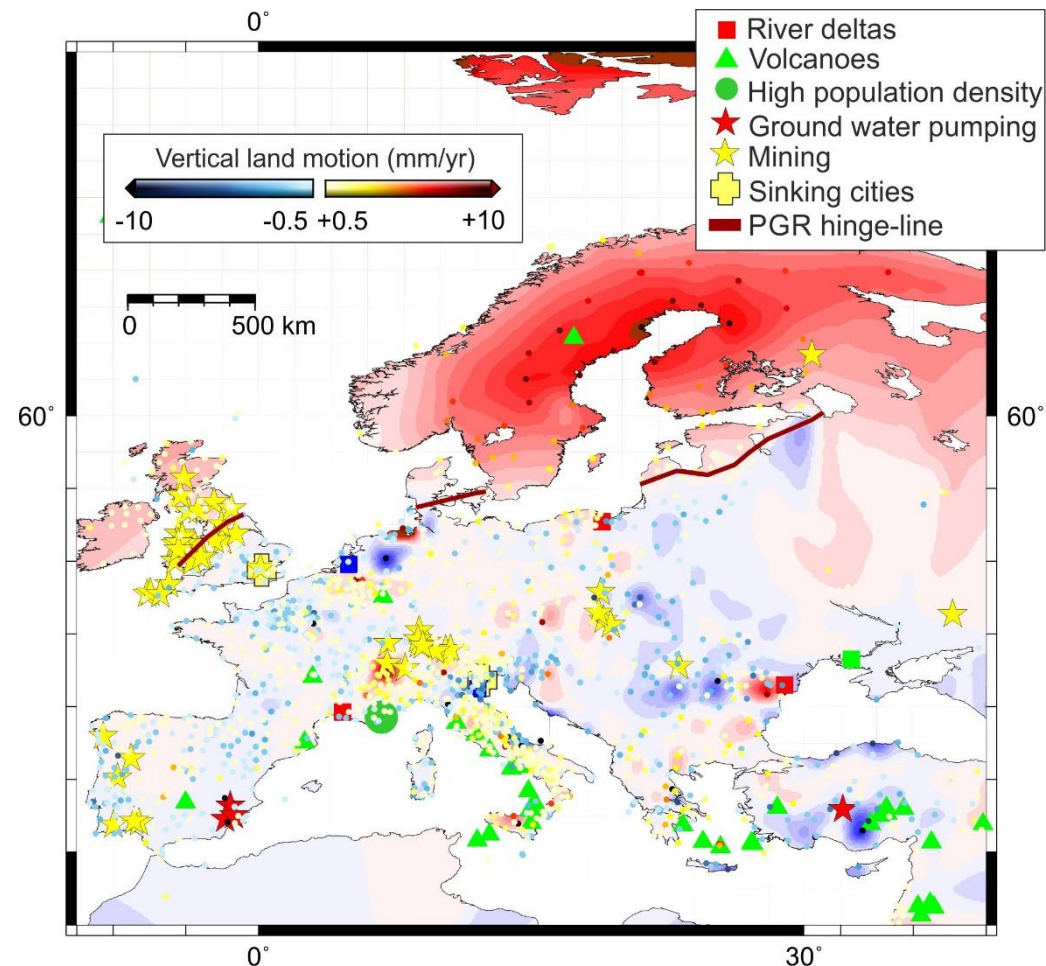 0°
River deltas
Volcanoes
High population density
Ground water pumping
Mining
Sinking cities
PGR hinge-line
Vertical land motion (mm/yr)
-10 -0.5 +0.5 +10
0 500 km
60° 60°
0° 30°